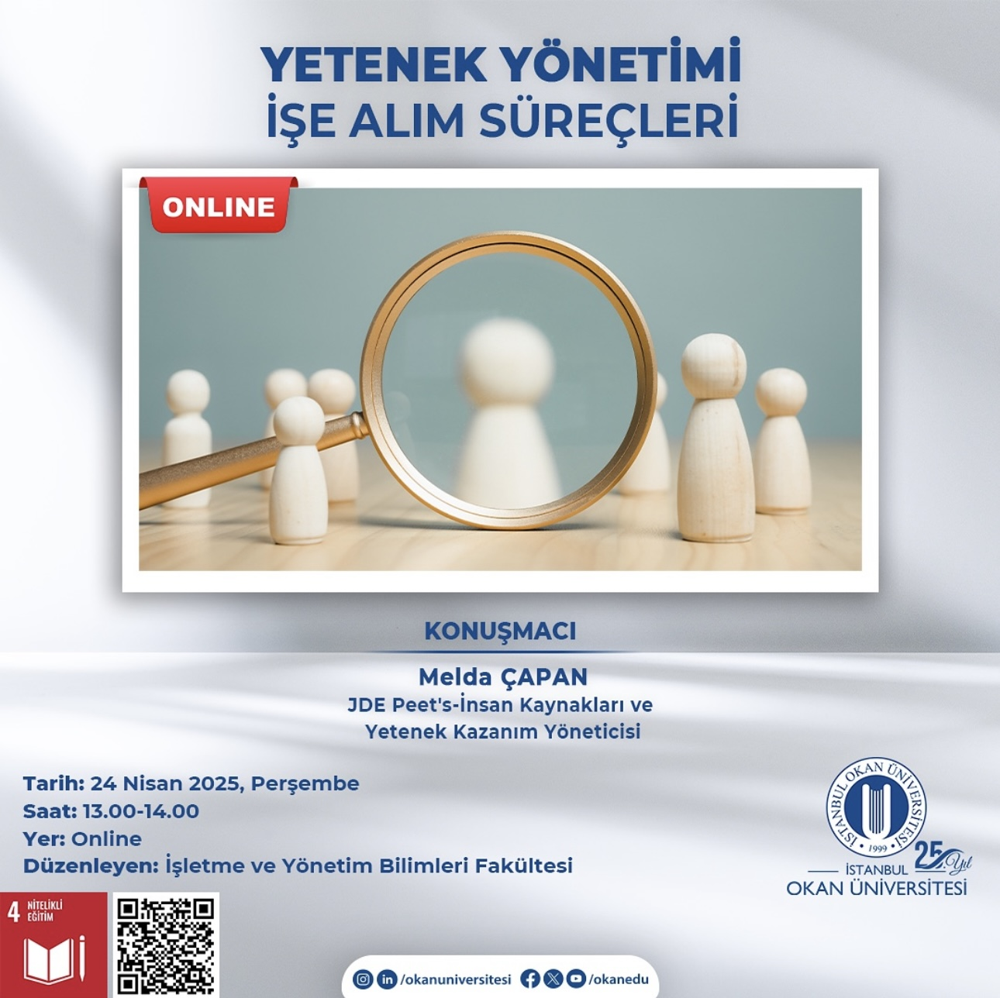 YETENEK YÖNETİMİ
İŞE ALIM SÜREÇLERİ
ONLINE
KONUŞMACI
Melda ÇAPAN
JDE Peet's-İnsan Kaynakları ve
Yetenek Kazanım Yöneticisi
Tarih: 24 Nisan 2025, Perşembe
Saat: 13.00-14.00
Yer: Online
Düzenleyen: İşletme ve Yönetim Bilimleri Fakültesi
İSTANBUL OKAN ÜNİVERSİTESİ
• 1999 •
25. Yıl
İSTANBUL
OKAN ÜNİVERSİTESİ
4 NİTELİKLİ
EĞİTİM
/okanuniversitesi /okanedu